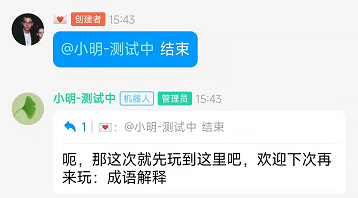 💌 创建者 15:43
@小明-测试中 结束
小明-测试中 机器人 管理员 15:43
1 | 💌：@小明-测试中 结束
呃，那这次就先玩到这里吧，欢迎下次再
来玩：成语解释